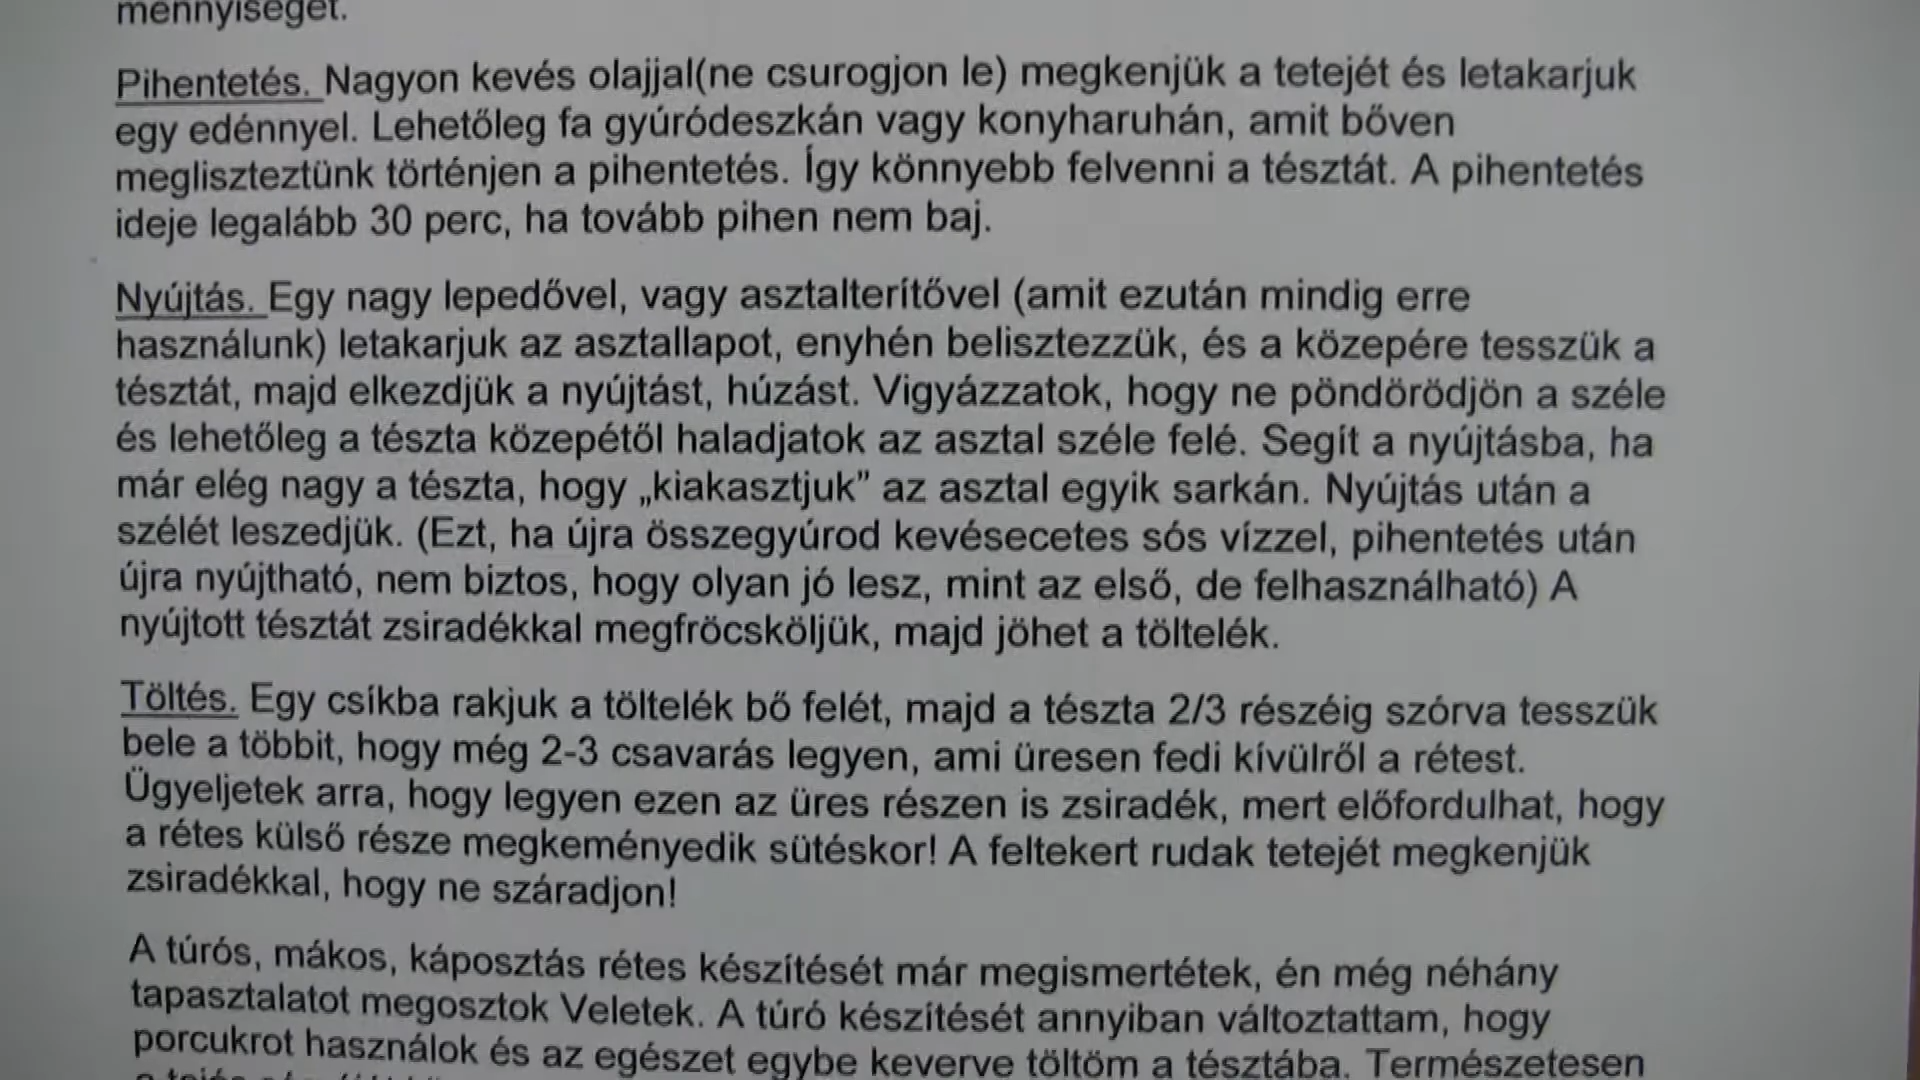 mennyiségét.
Pihentetés. Nagyon kevés olajjal(ne csurogjon le) megkenjük a tetejét és letakarjuk
egy edénnyel. Lehetőleg fa gyúródeszkán vagy konyharuhán, amit bőven
megliszteztünk történjen a pihentetés. Így könnyebb felvenni a tésztát. A pihentetés
ideje legalább 30 perc, ha tovább pihen nem baj.
Nyújtás. Egy nagy lepedővel, vagy asztalterítővel (amit ezután mindig erre
használunk) letakarjuk az asztallapot, enyhén belisztezzük, és a közepére tesszük a
tésztát, majd elkezdjük a nyújtást, húzást. Vigyázzatok, hogy ne pöndörödjön a széle
és lehetőleg a tészta közepétől haladjatok az asztal széle felé. Segít a nyújtásba, ha
már elég nagy a tészta, hogy „kiakasztjuk” az asztal egyik sarkán. Nyújtás után a
szélét leszedjük. (Ezt, ha újra összegyúrod kevésecetes sós vízzel, pihentetés után
újra nyújtható, nem biztos, hogy olyan jó lesz, mint az első, de felhasználható) A
nyújtott tésztát zsiradékkal megfröcsköljük, majd jöhet a töltelék.
Töltés. Egy csíkba rakjuk a töltelék bő felét, majd a tészta 2/3 részéig szórva tesszük
bele a többit, hogy még 2-3 csavarás legyen, ami üresen fedi kívülről a rétest.
Ügyeljetek arra, hogy legyen ezen az üres részen is zsiradék, mert előfordulhat, hogy
a rétes külső része megkeményedik sütéskor! A feltekert rudak tetejét megkenjük
zsiradékkal, hogy ne száradjon!
A túrós, mákos, káposztás rétes készítését már megismertétek, én még néhány
tapasztalatot megosztok Veletek. A túró készítését annyiban változtattam, hogy
porcukrot használok és az egészet egybe keverve töltöm a tésztába. Természetesen